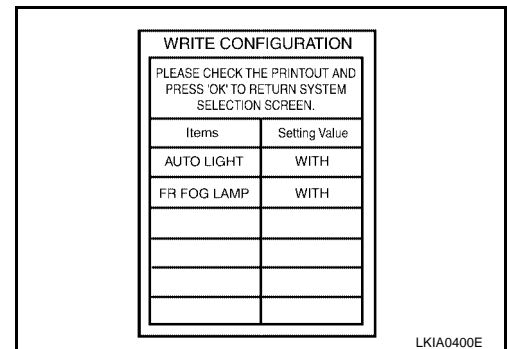 WRITE CONFIGURATION
PLEASE CHECK THE PRINTOUT AND
PRESS 'OK' TO RETURN SYSTEM
SELECTION SCREEN.
Items Setting Value
AUTO LIGHT WITH
FR FOG LAMP WITH
LKIA0400E